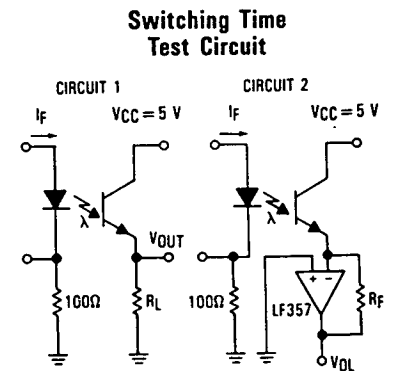 Switching Time
Test Circuit
CIRCUIT 1
CIRCUIT 2
IF
VCC = 5 V
IF
VCC = 5 V
λ
λ
VOUT
100Ω
RL
100Ω
+ -
LF357
RF
VOL